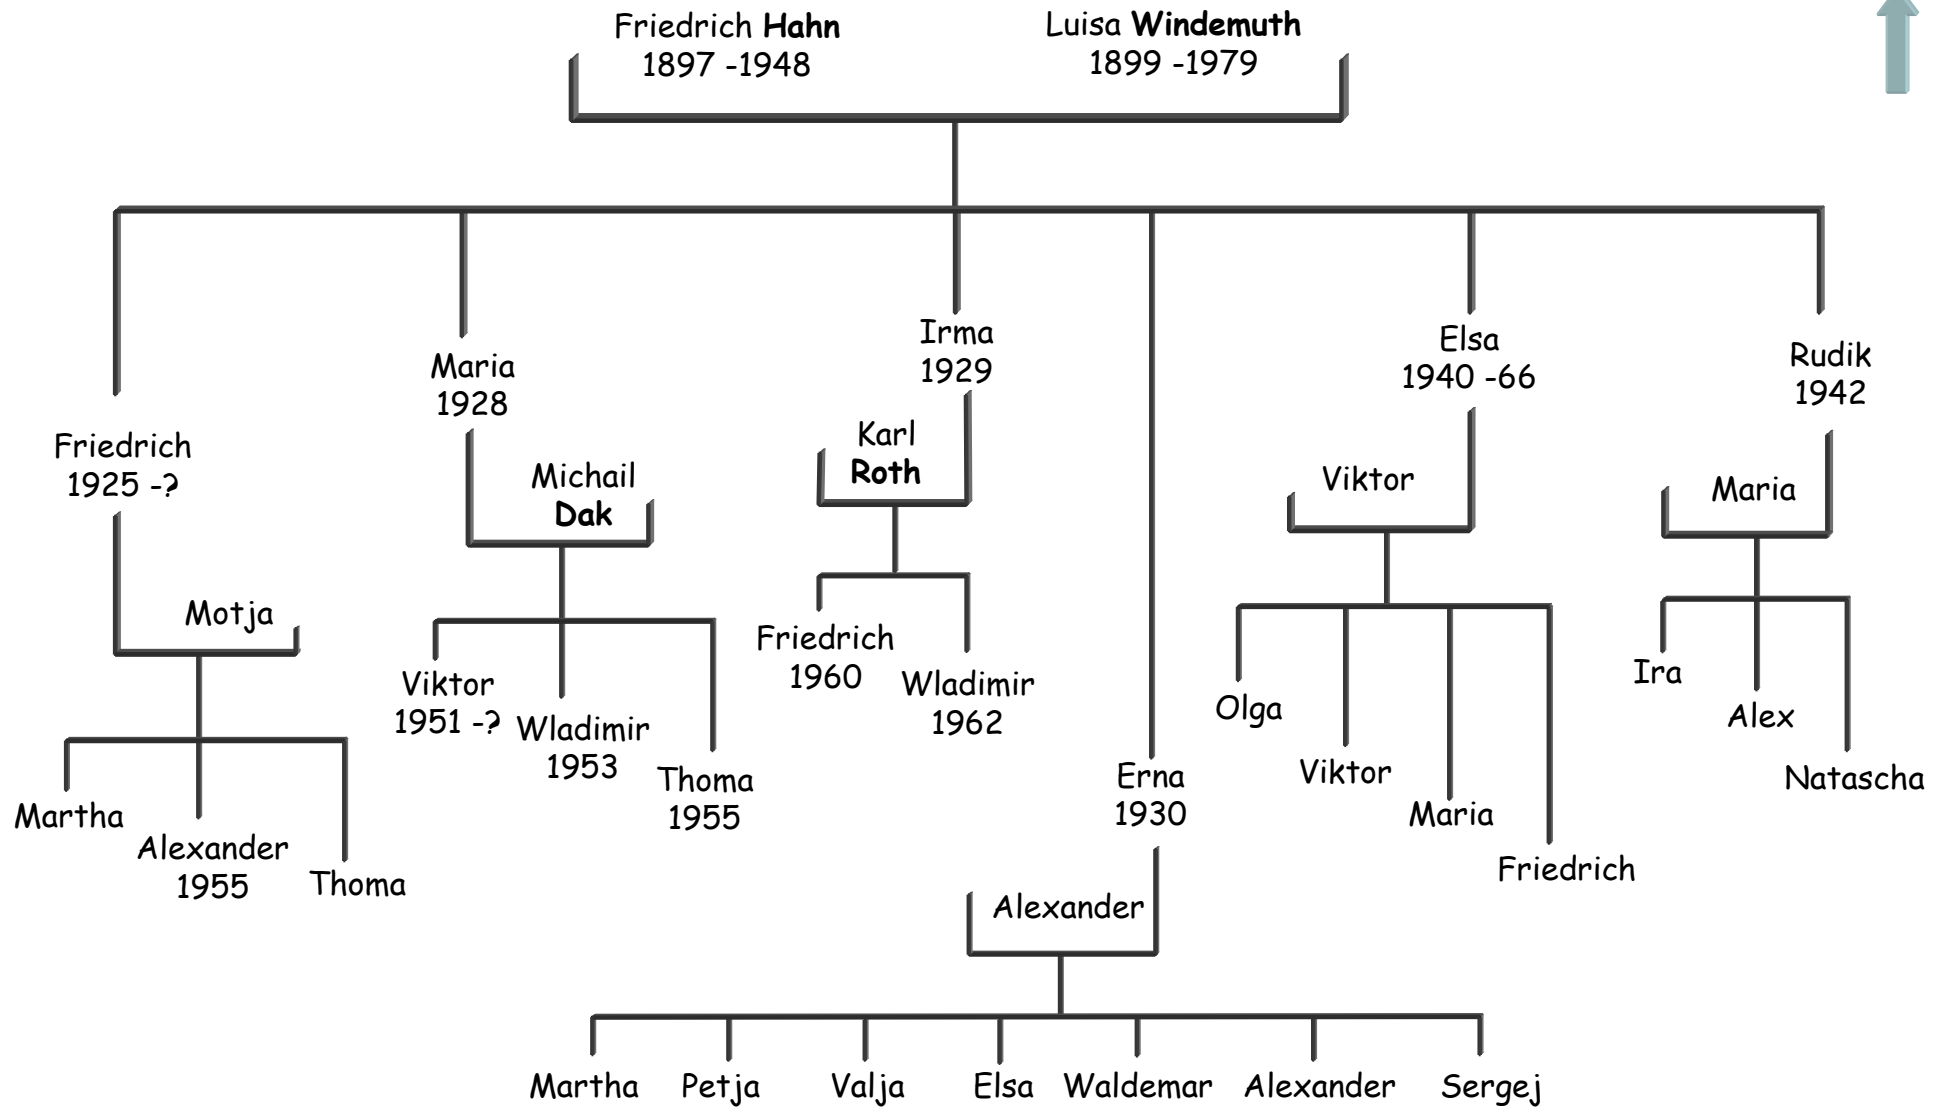 Friedrich Hahn
1897 -1948
Luisa Windemuth
1899 -1979
Friedrich
1925 -?
Motja
Martha
Alexander
1955
Thoma
Maria
1928
Michail
Dak
Viktor
1951 -?
Wladimir
1953
Thoma
1955
Irma
1929
Karl
Roth
Friedrich
1960
Wladimir
1962
Erna
1930
Alexander
Martha
Petja
Valja
Elsa
Waldemar
Alexander
Sergej
Elsa
1940 -66
Viktor
Olga
Viktor
Maria
Friedrich
Rudik
1942
Maria
Ira
Alex
Natascha